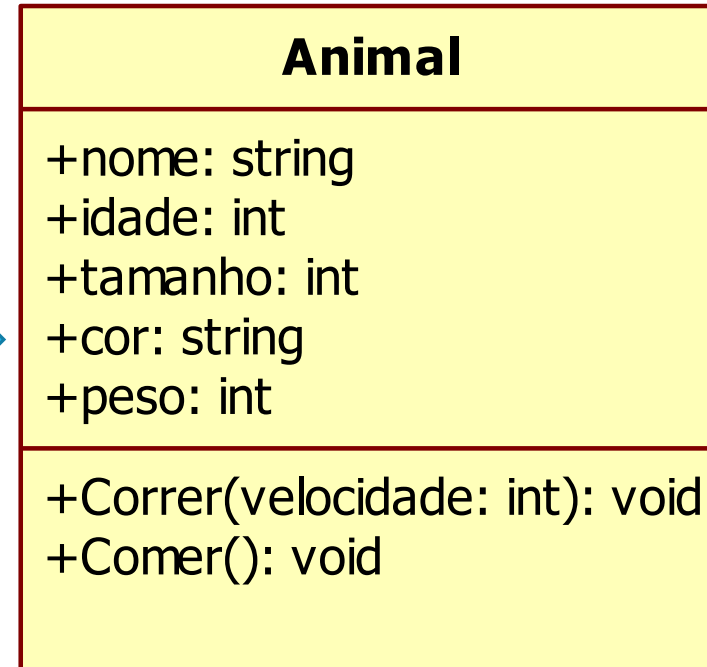 Animal
+nome: string
+idade: int
+tamanho: int
+cor: string
+peso: int
+Correr(velocidade: int): void
+Comer(): void